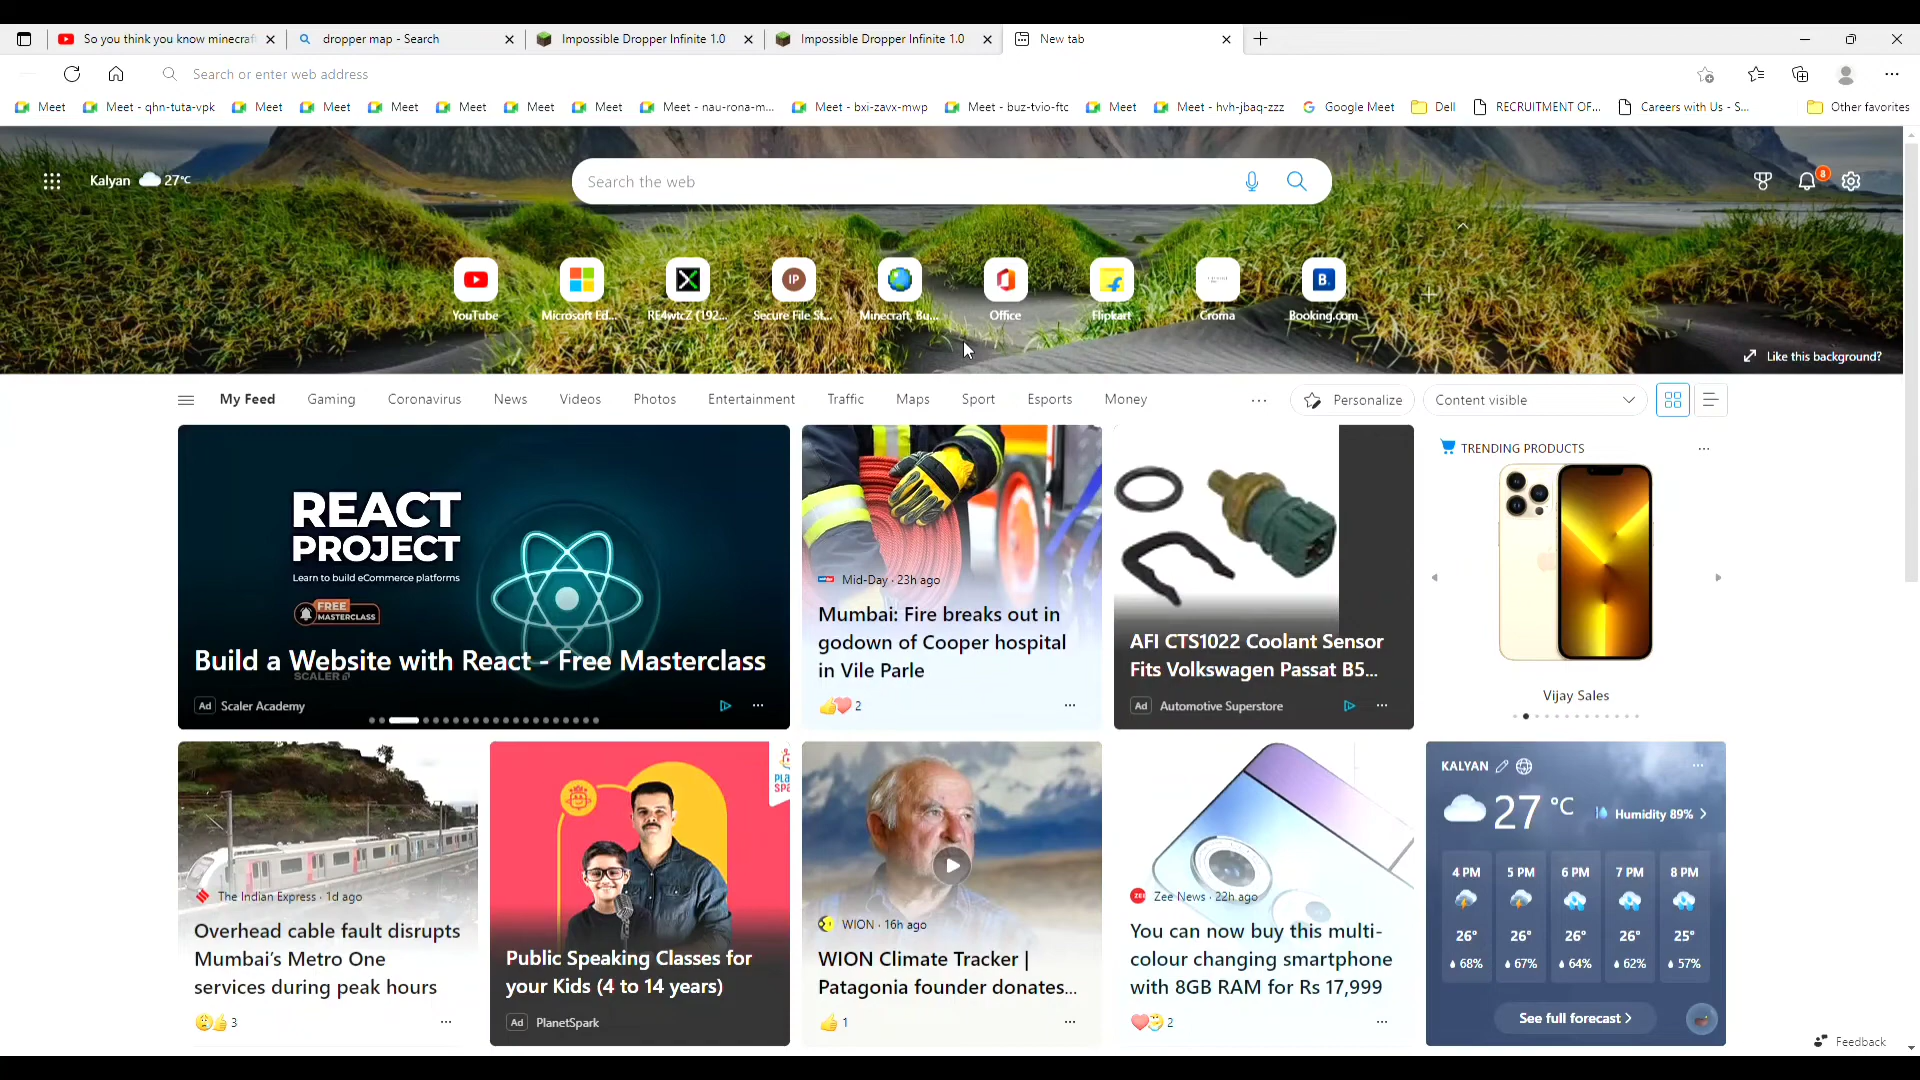 So you think you know minecraf
dropper map - Search
Impossible Dropper Infinite 1.0
Impossible Dropper Infinite 1.0
New tab
Search or enter web address
Meet
Meet - qhn-tuta-vpk
Meet
Meet
Meet
Meet
Meet
Meet
Meet - nau-rona-m...
Meet - bxi-zavx-mwp
Meet - buz-tvio-ftc
Meet
Meet - hvh-jbaq-zzz
Google Meet
Dell
RECRUITMENT OF...
Careers with Us - S...
Other favorites
Kalyan
27°C
Search the web
8
YouTube
Microsoft Ed...
RE4wtcZ (192...
IP
Secure File St...
Minecraft, Bu...
Office
Flipkart
Croma
B.
Booking.com
Like this background?
My Feed
Gaming
Coronavirus
News
Videos
Photos
Entertainment
Traffic
Maps
Sport
Esports
Money
Personalize
Content visible
REACT
PROJECT
Learn to build eCommerce platforms
FREE
MASTERCLASS
Build a Website with React - Free Masterclass
SCALER
Ad Scaler Academy
Mid-Day · 23h ago
Mumbai: Fire breaks out in
godown of Cooper hospital
in Vile Parle
2
AFI CTS1022 Coolant Sensor
Fits Volkswagen Passat B5...
Ad Automotive Superstore
TRENDING PRODUCTS
Vijay Sales
The Indian Express · 1d ago
Overhead cable fault disrupts
Mumbai's Metro One
services during peak hours
3
Public Speaking Classes for
your Kids (4 to 14 years)
Ad PlanetSpark
WION · 16h ago
WION Climate Tracker |
Patagonia founder donates...
1
Zee News · 22h ago
You can now buy this multi-
colour changing smartphone
with 8GB RAM for Rs 17,999
2
KALYAN
27 °C
Humidity 89%
4 PM 5 PM 6 PM 7 PM 8 PM
26° 26° 26° 26° 25°
68% 67% 64% 62% 57%
See full forecast
Feedback